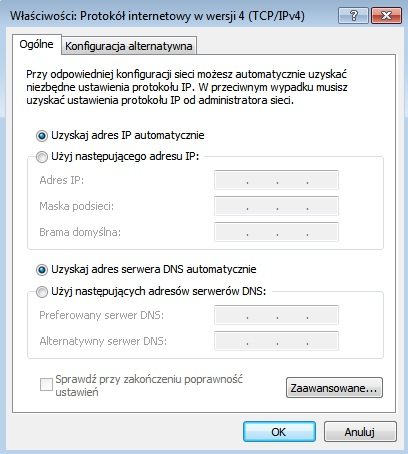 Właściwości: Protokół internetowy w wersji 4 (TCP/IPv4)
Ogólne Konfiguracja alternatywna
Przy odpowiedniej konfiguracji sieci możesz automatycznie uzyskać
niezbędne ustawienia protokołu IP. W przeciwnym wypadku musisz
uzyskać ustawienia protokołu IP od administratora sieci.
Uzyskaj adres IP automatycznie
Użyj następującego adresu IP:
Adres IP: . . .
Maska podsieci: . . .
Brama domyślna: . . .
Uzyskaj adres serwera DNS automatycznie
Użyj następujących adresów serwerów DNS:
Preferowany serwer DNS: . . .
Alternatywny serwer DNS: . . .
Sprawdź przy zakończeniu poprawność
ustawień
Zaawansowane...
OK Anuluj